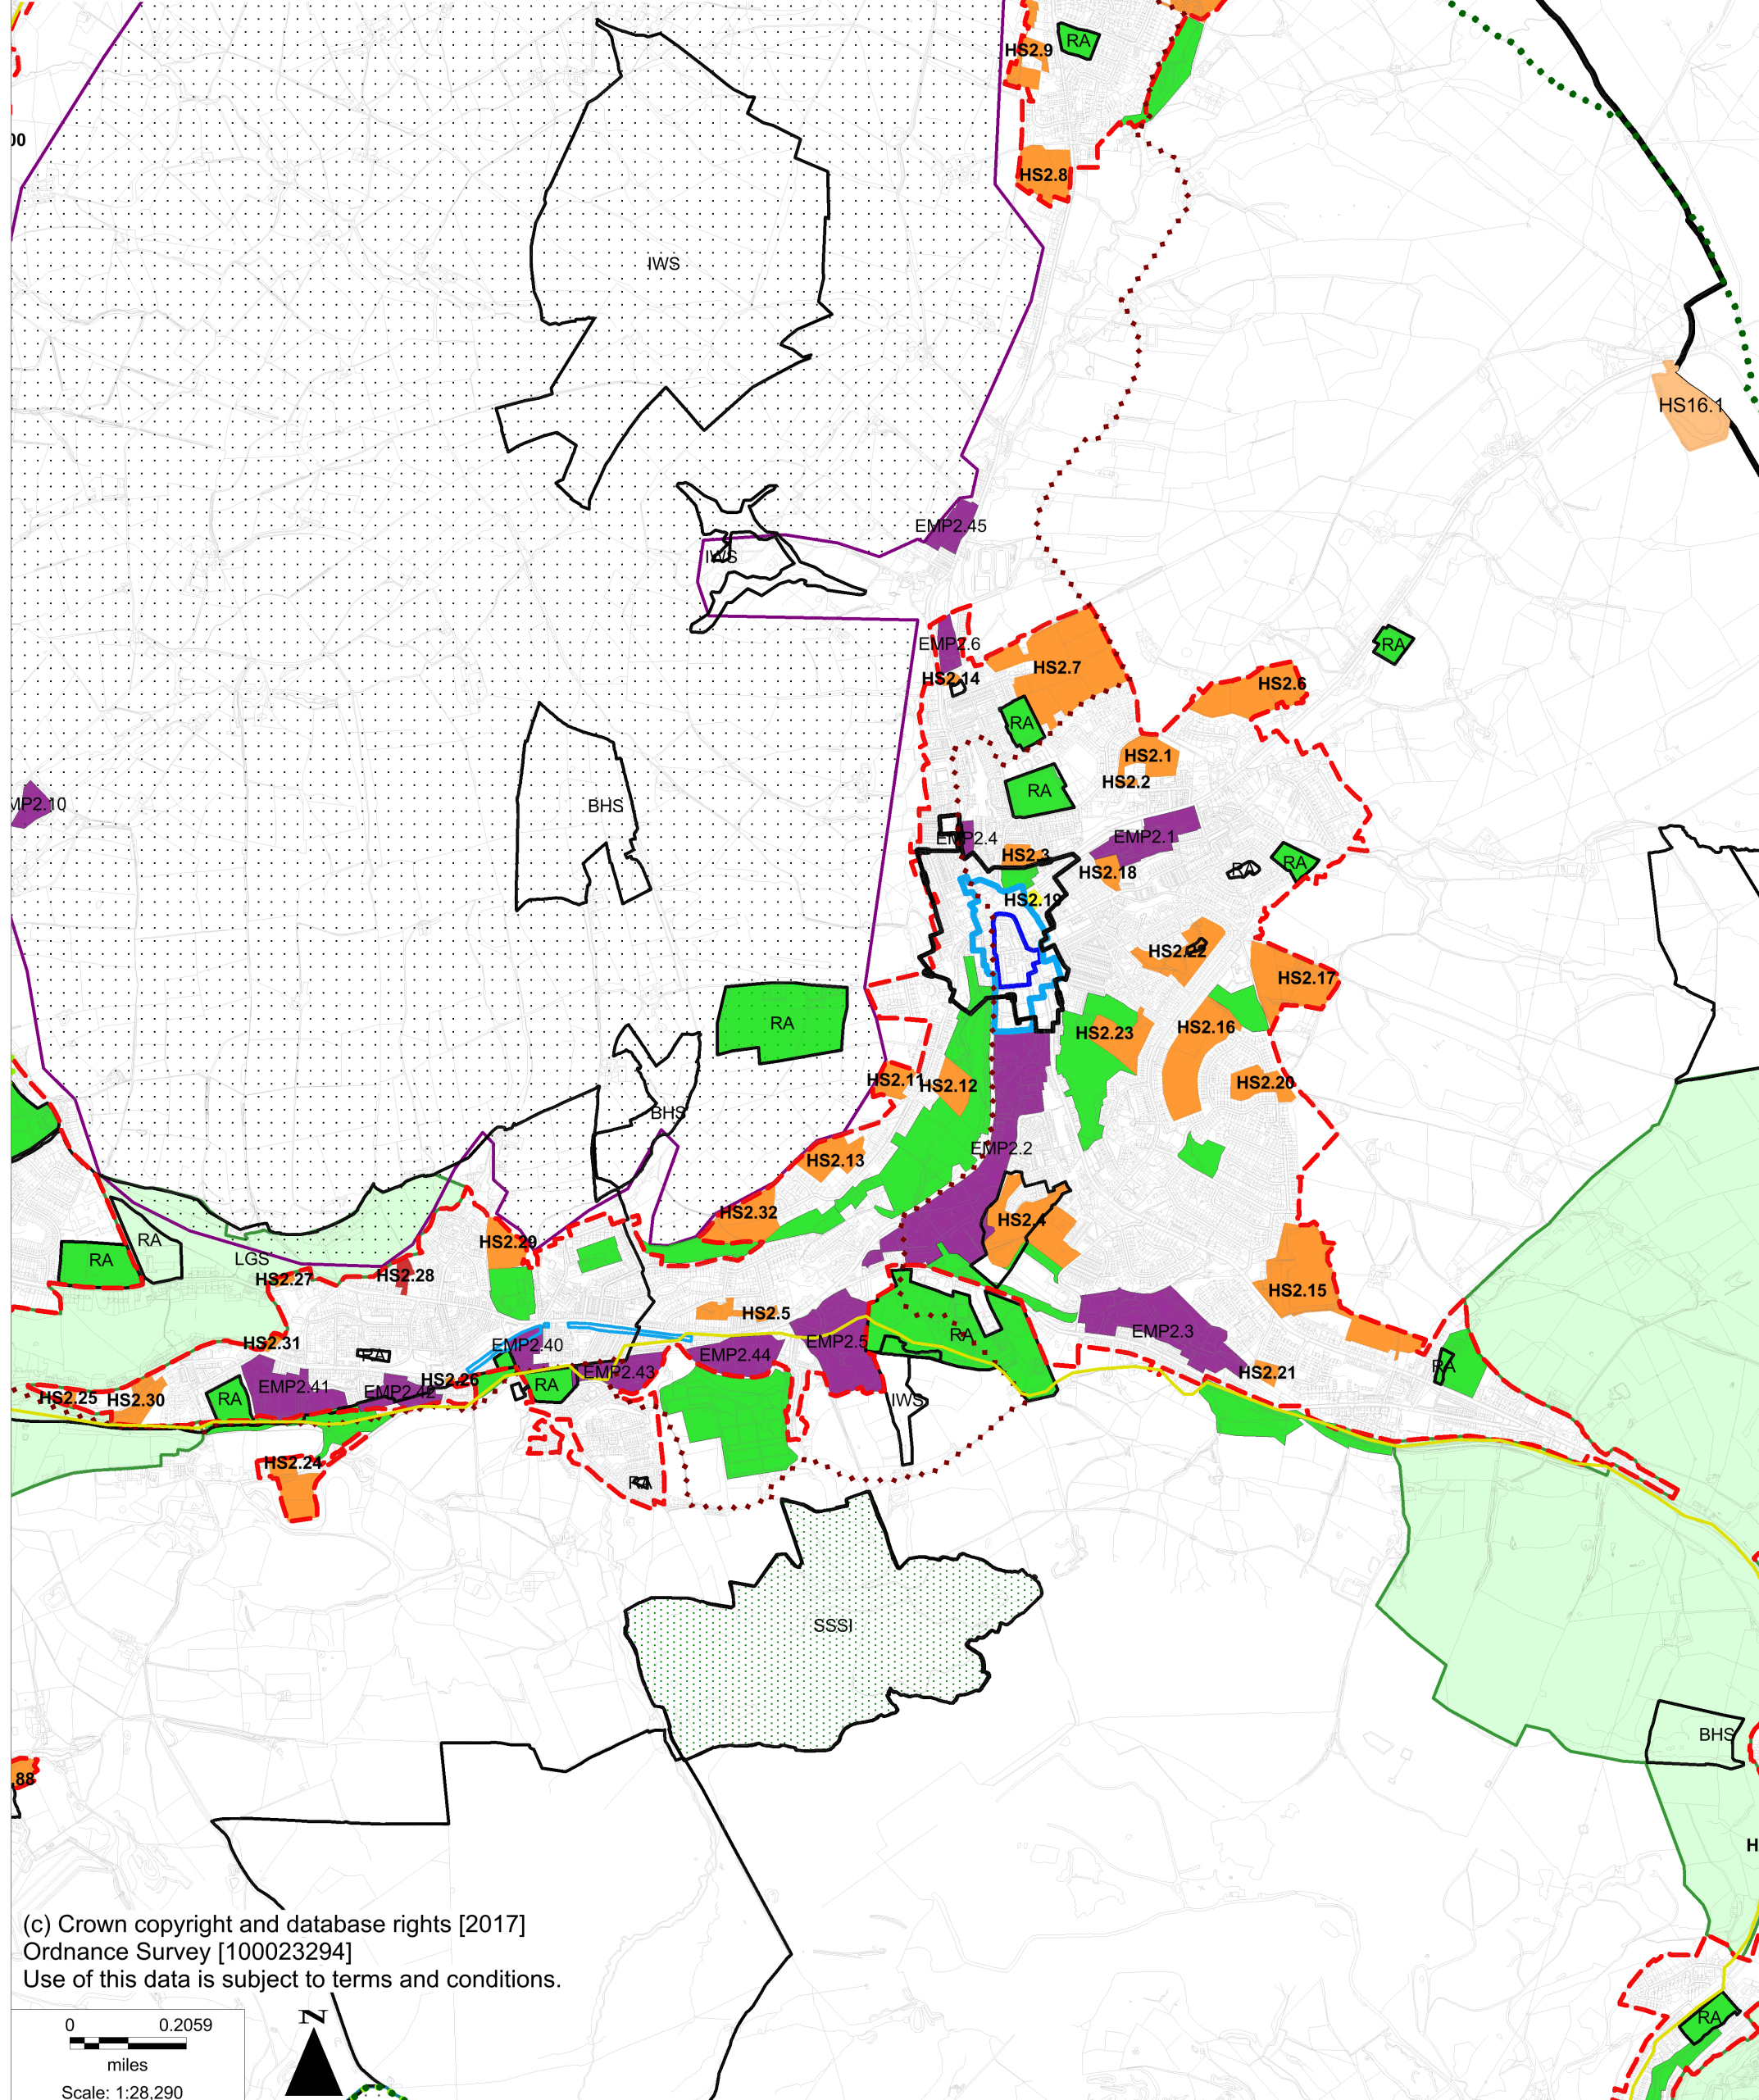 HS2.9
RA
00
HS2.8
IWS
HS16.1
EMP2.45
IWS
EMP2.6
RA
HS2.7
HS2.14
HS2.6
RA
HS2.1
HS2.2
RA
MP2.10
BHS
EMP2.4
EMP2.1
HS2.3
HS2.18
RA
RA
HS2.19
HS2.22
HS2.17
RA
HS2.23
HS2.16
HS2.11
HS2.12
HS2.20
BHS
EMP2.2
HS2.13
HS2.32
HS2.4
RA
HS2.29
RA
LGS
HS2.27
HS2.28
HS2.15
HS2.5
EMP2.3
RA
HS2.31
EMP2.40
EMP2.5
RA
EMP2.44
RA
EMP2.43
HS2.21
HS2.26
EMP2.41
RA
EMP2.42
HS2.25
HS2.30
RA
IWS
HS2.24
RA
SSSI
BHS
88
H
(c) Crown copyright and database rights [2017]
Ordnance Survey [100023294]
Use of this data is subject to terms and conditions.
N
RA
0 0.2059
miles
Scale: 1:28,290